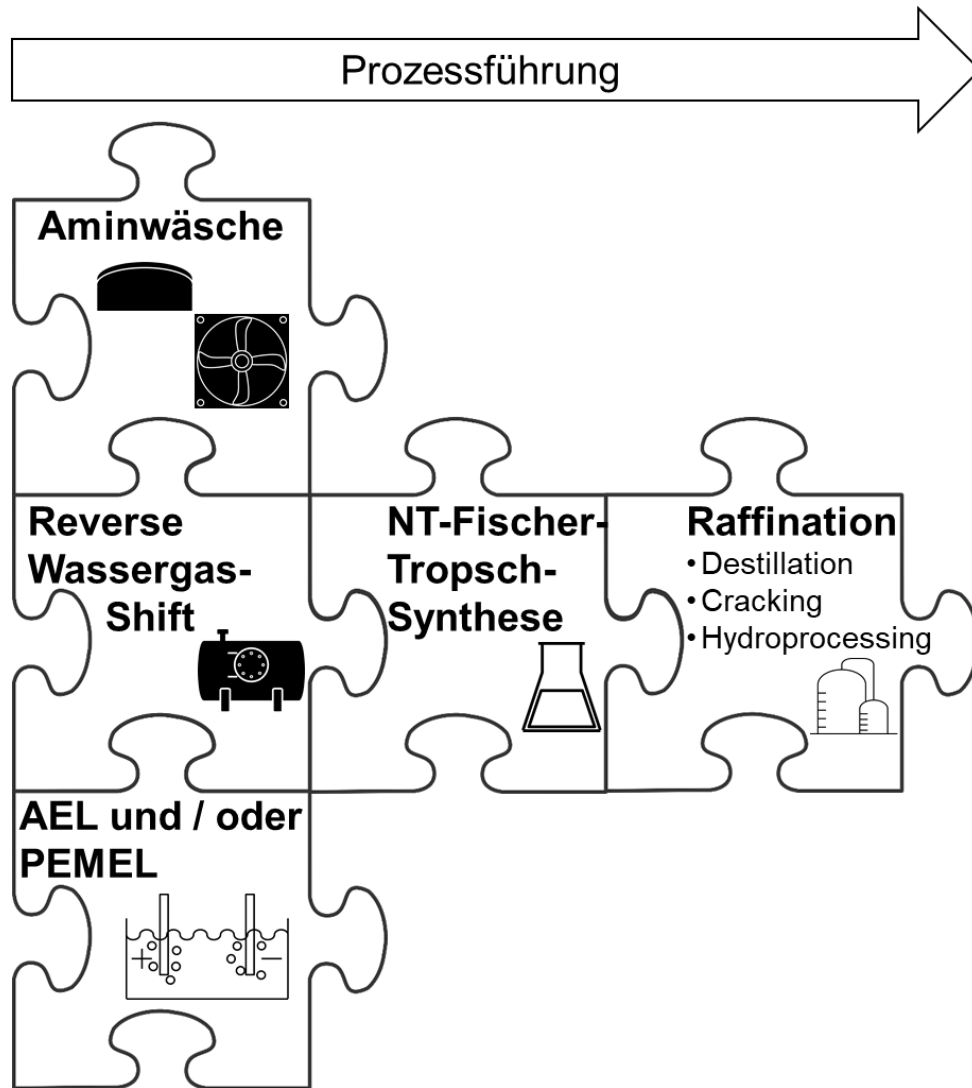 Prozessführung
Aminwäsche
Reverse
Wassergas-
Shift
NT-Fischer-
Tropsch-
Synthese
Raffination
• Destillation
• Cracking
• Hydroprocessing
AEL und / oder
PEMEL